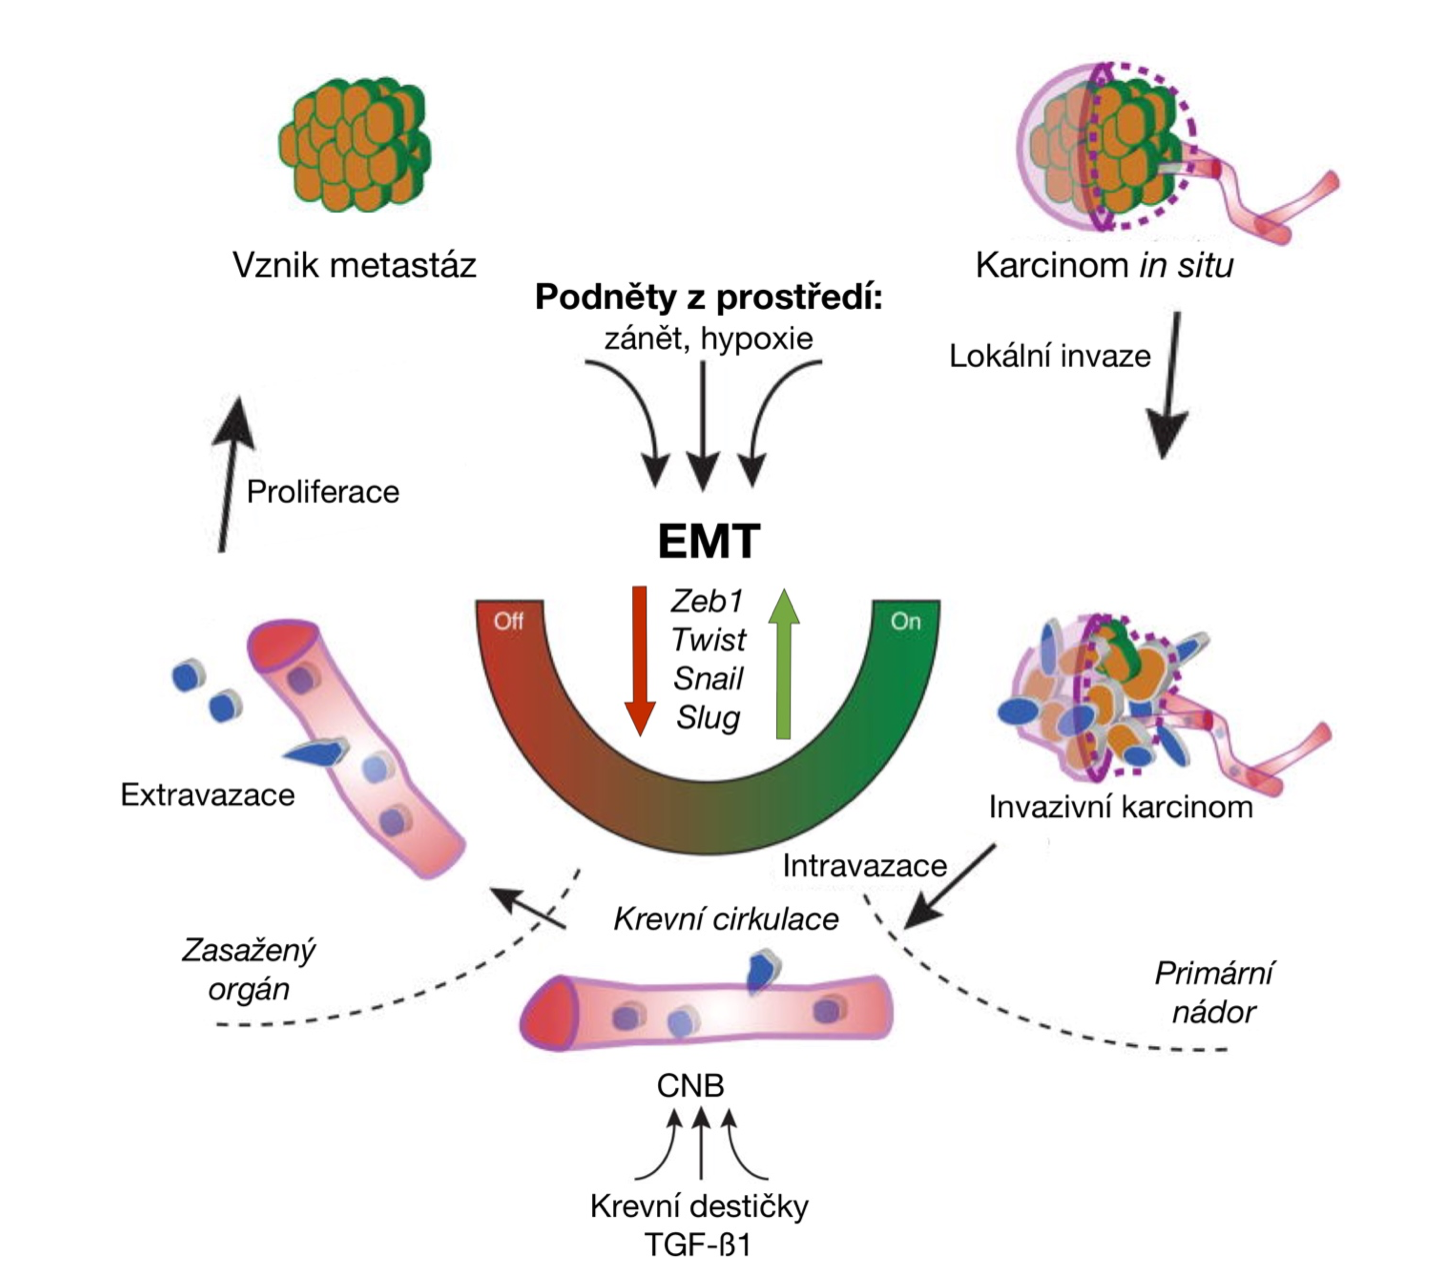 Vznik metastáz
Karcinom in situ
Podněty z prostředí:
zánět, hypoxie
Lokální invaze
Proliferace
EMT
Off
Zeb1
Twist
Snail
Slug
On
Extravazace
Invazivní karcinom
Intravazace
Krevní cirkulace
Zasažený
orgán
Primární
nádor
CNB
Krevní destičky
TGF-ß1